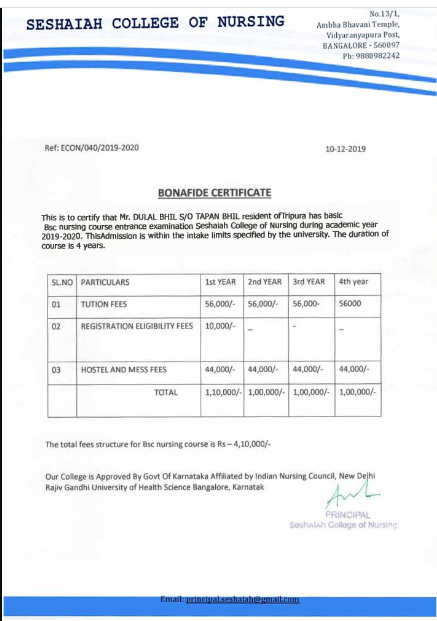 SESHAIAH COLLEGE OF NURSING
No.13/1,
Ambha Bhavani Temple,
Vidyaranyapura Post,
BANGALORE - 560097
Ph: 9880982242
Ref: ECON/040/2019-2020
10-12-2019
BONAFIDE CERTIFICATE
This is to certify that Mr. DULAL BHIL S/O TAPAN BHIL resident ofTripura has basic
Bsc nursing course entrance examination Seshaiah College of Nursing during academic year
2019-2020. ThisAdmission is within the intake limits specified by the university. The duration of
course is 4 years.
SL.NO PARTICULARS 1st YEAR 2nd YEAR 3rd YEAR 4th year
01 TUTION FEES 56,000/- 56,000/- 56,000- 56000
02 REGISTRATION ELIGIBILITY FEES 10,000/- _ - _
03 HOSTEL AND MESS FEES 44,000/- 44,000/- 44,000/- 44,000/-
TOTAL 1,10,000/- 1,00,000/- 1,00,000/- 1,00,000/-
The total fees structure for Bsc nursing course is Rs – 4,10,000/-
Our College is Approved By Govt Of Karnataka Affiliated by Indian Nursing Council, New Delhi
Rajiv Gandhi University of Health Science Bangalore, Karnatak
PRINCIPAL
Seshaiah College of Nursing.
Email: principal.seshaiah@gmail.com